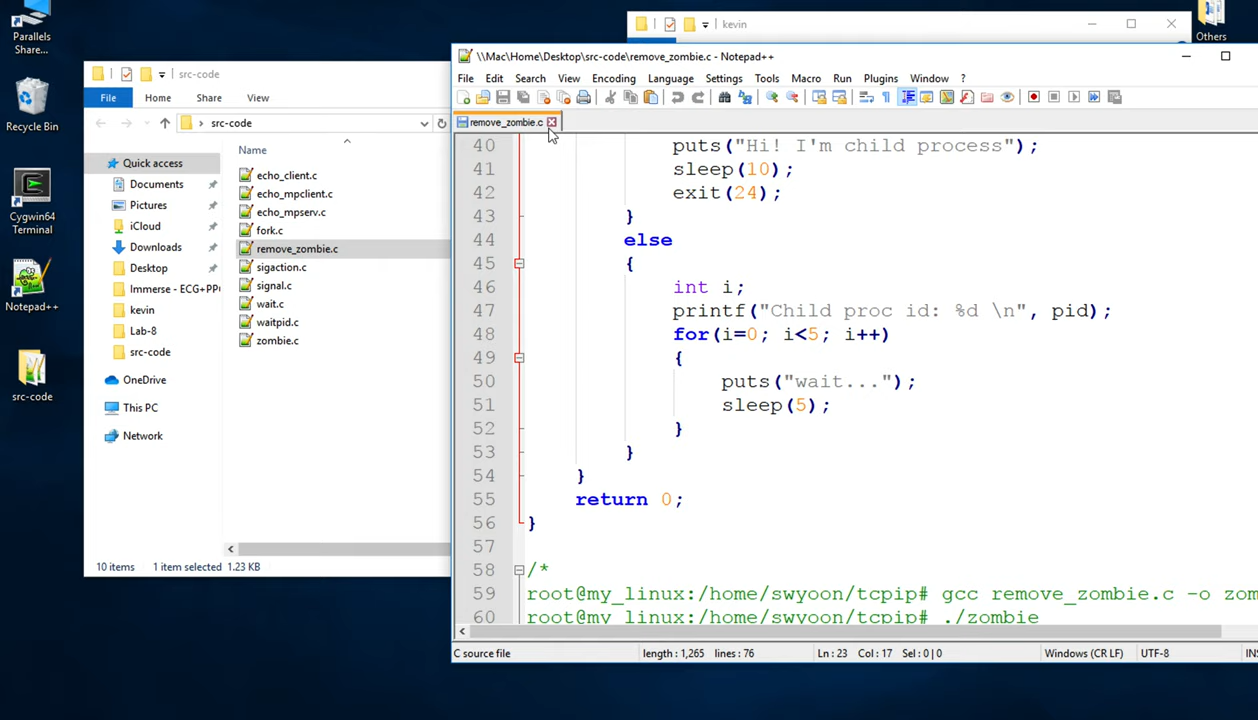 Parallels
Share...
Recycle Bin
Cygwin64
Terminal
Notepad++
src-code
Others
kevin
src-code
File Home Share View
src-code
Quick access
Documents
Pictures
iCloud
Downloads
Desktop
Immerse - ECG+PP
kevin
Lab-8
src-code
OneDrive
This PC
Network
Name
echo_client.c
echo_mpclient.c
echo_mpserv.c
fork.c
remove_zombie.c
sigaction.c
signal.c
wait.c
waitpid.c
zombie.c
10 items 1 item selected 1.23 KB
\\Mac\Home\Desktop\src-code\remove_zombie.c - Notepad++
File Edit Search View Encoding Language Settings Tools Macro Run Plugins Window ?
remove_zombie.c
40 puts("Hi! I'm child process");
41 sleep(10);
42 exit(24);
43 }
44 else
45 {
46 int i;
47 printf("Child proc id: %d \n", pid);
48 for(i=0; i<5; i++)
49 {
50 puts("wait...");
51 sleep(5);
52 }
53 }
54 }
55 return 0;
56 }
57
58 /*
59 root@my_linux:/home/swyoon/tcpip# gcc remove_zombie.c -o zom
60 root@my_linux:/home/swyoon/tcpip# ./zombie
C source file length : 1,265 lines : 76 Ln : 23 Col : 17 Sel : 0 | 0 Windows (CR LF) UTF-8 INS